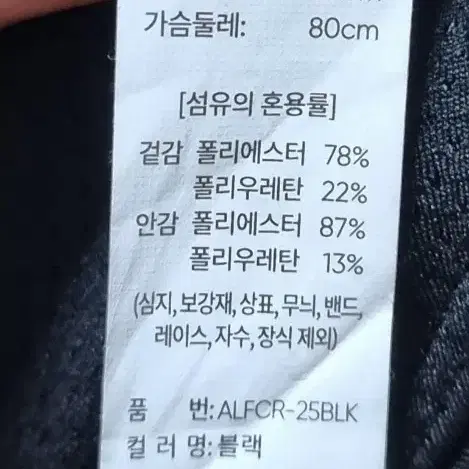 가슴둘레: 80cm
[섬유의 혼용률]
겉감 폴리에스터 78%
폴리우레탄 22%
안감 폴리에스터 87%
폴리우레탄 13%
(심지,보강재,상표,무늬,밴드,
레이스,자수,장식 제외)
품 번:ALFCR-25BLK
컬 러 명:블랙